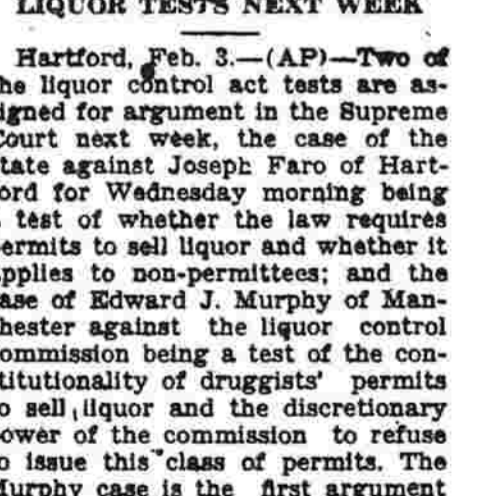 LIQUOR TESTS NEXT WEEK
Hartford, Feb. 3.—(AP)—Two of
he liquor control act tests are as-
igned for argument in the Supreme
Court next week, the case of the
tate against Joseph Faro of Hart-
ord for Wednesday morning being
test of whether the law requires
ermits to sell liquor and whether it
pplies to non-permittees; and the
ase of Edward J. Murphy of Man-
hester against the liquor control
ommission being a test of the con-
titutionality of druggists' permits
o sell liquor and the discretionary
ower of the commission to refuse
o issue this class of permits. The
Murphy case is the first argument